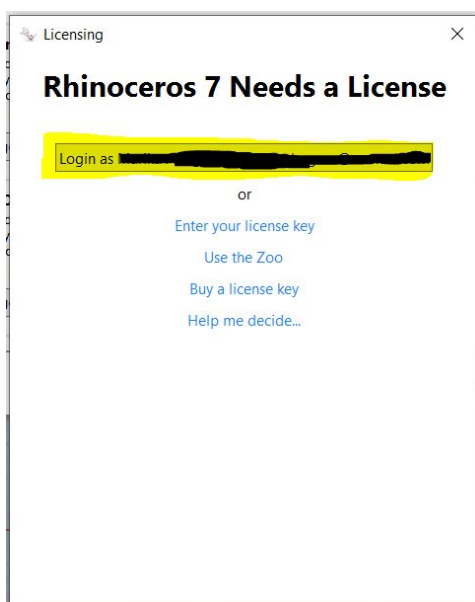 Licensing
Rhinoceros 7 Needs a License
Login as
or
Enter your license key
Use the Zoo
Buy a license key
Help me decide...